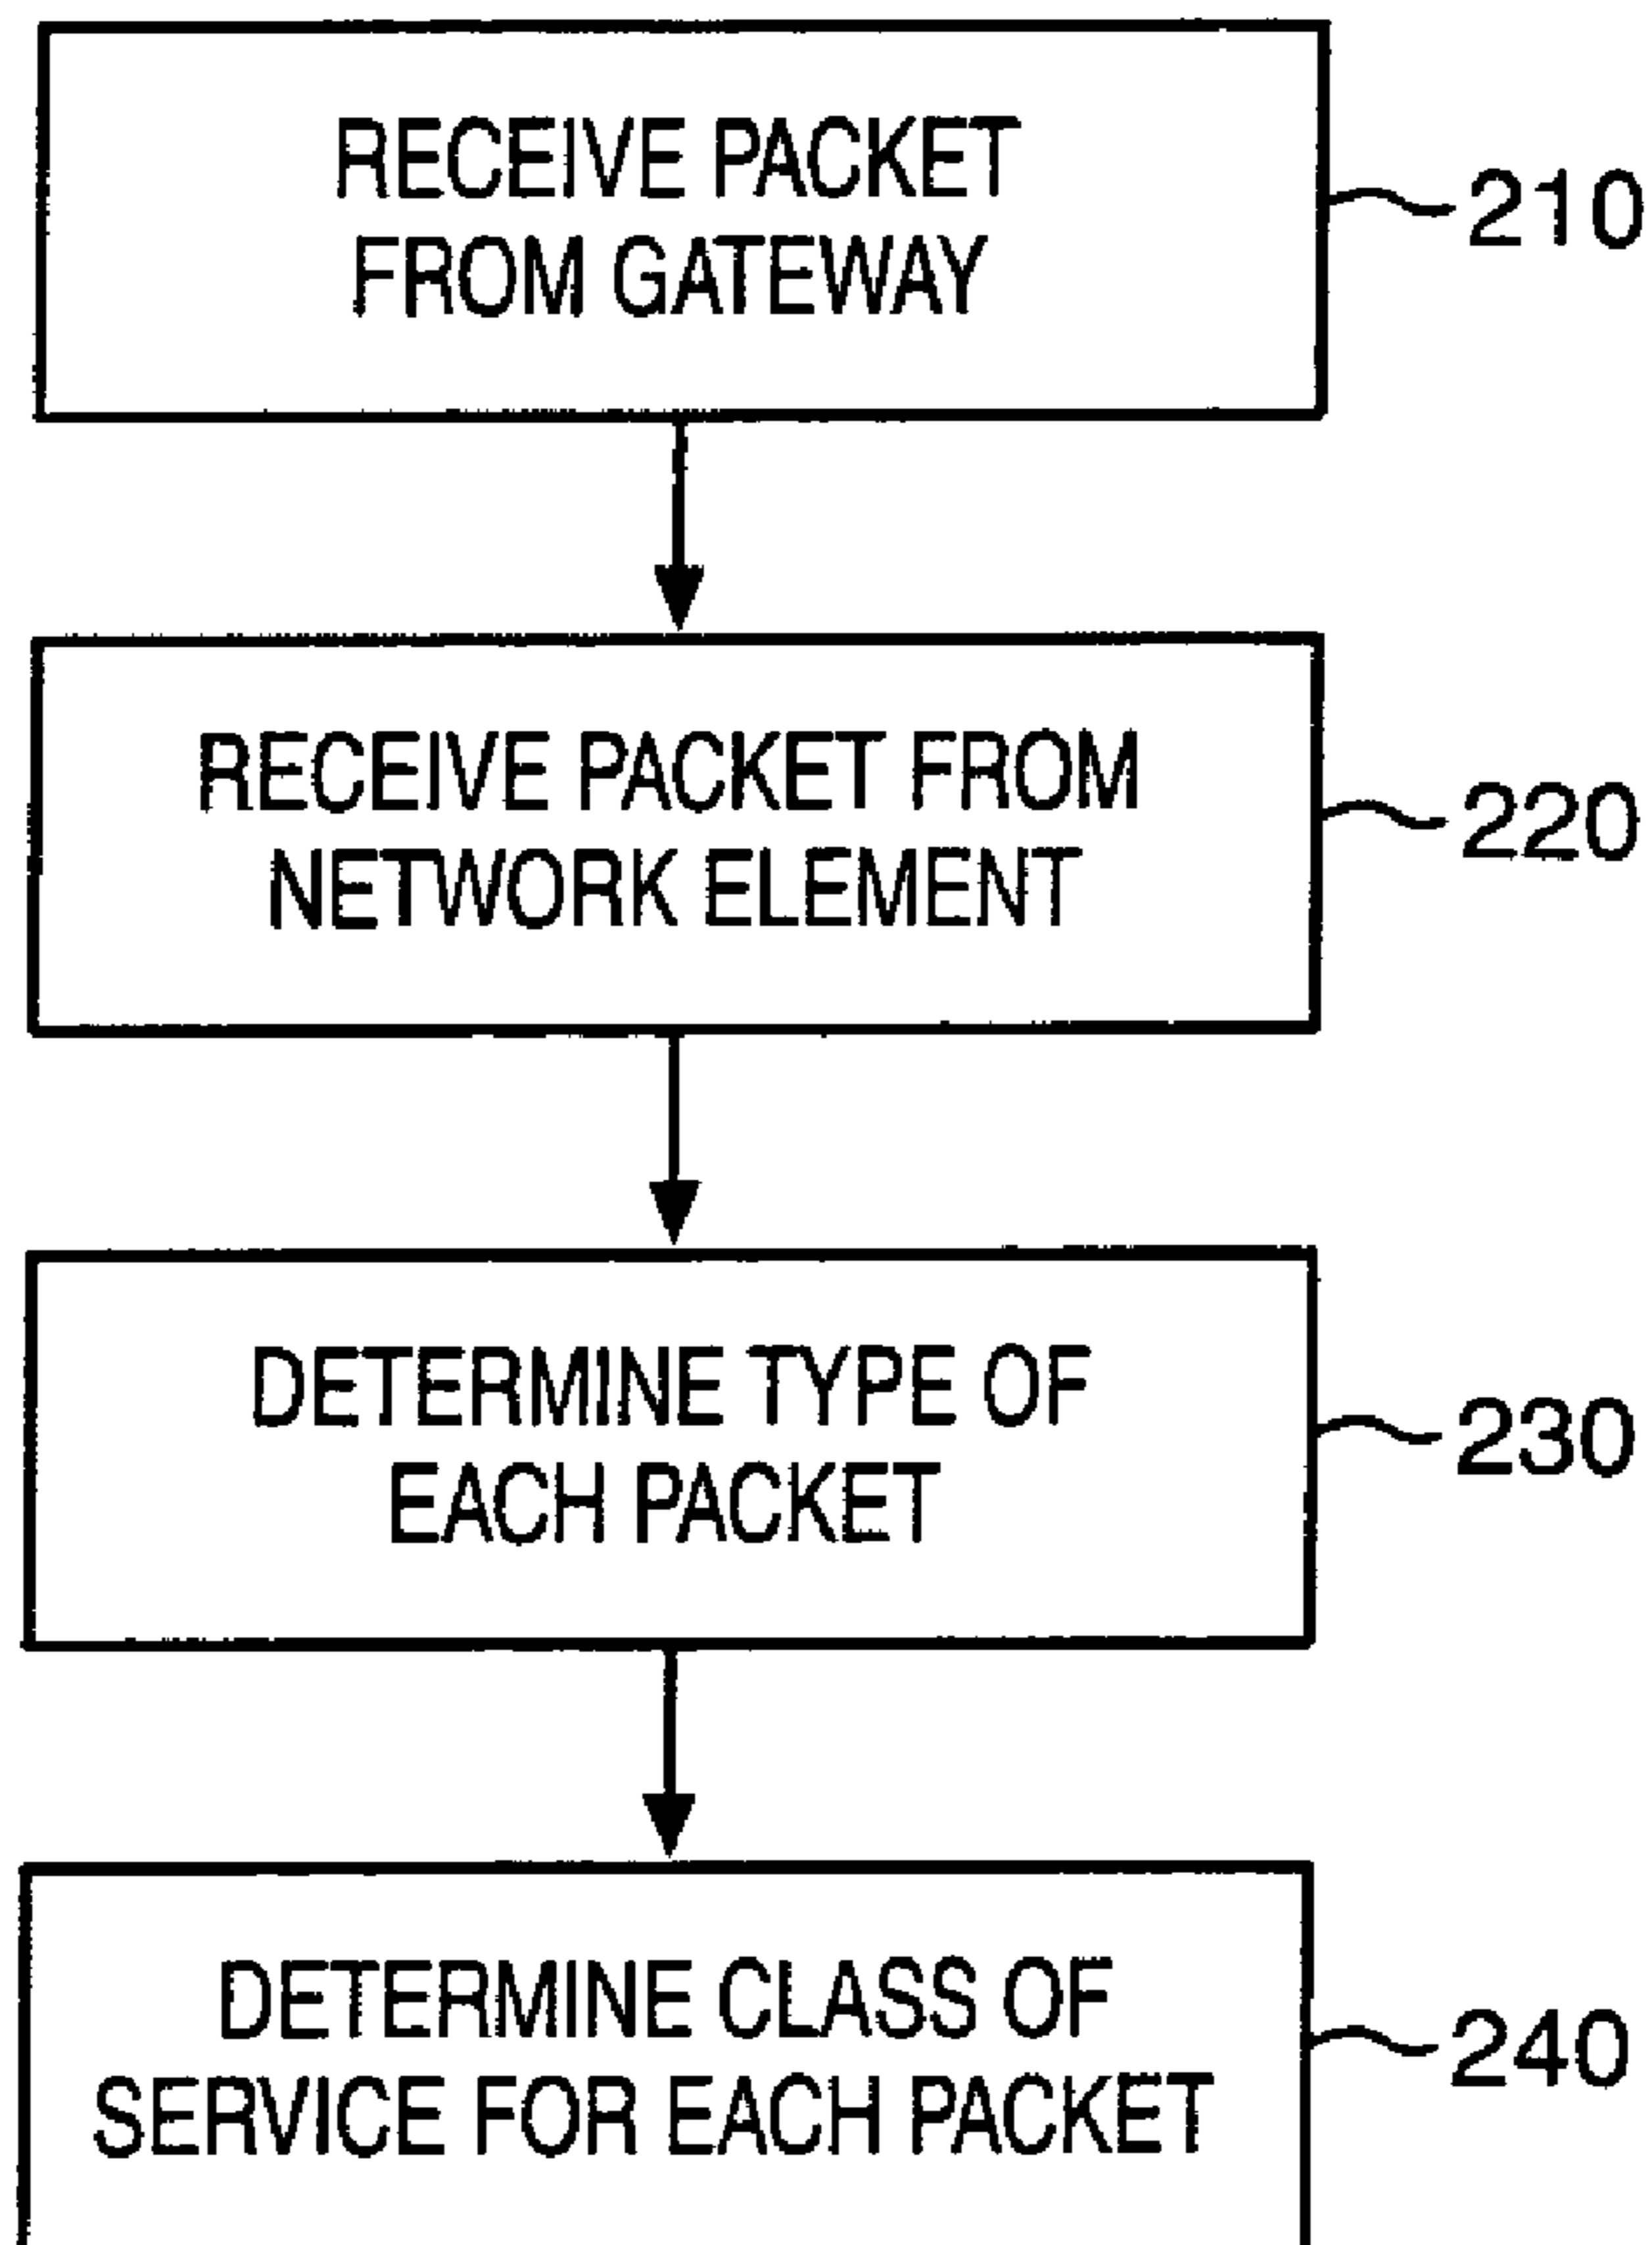 RECEIVE PACKET
FROM GATEWAY
210
RECEIVE PACKET FROM
NETWORK ELEMENT
220
DETERMINE TYPE OF
EACH PACKET
230
DETERMINE CLASS OF
SERVICE FOR EACH PACKET
240